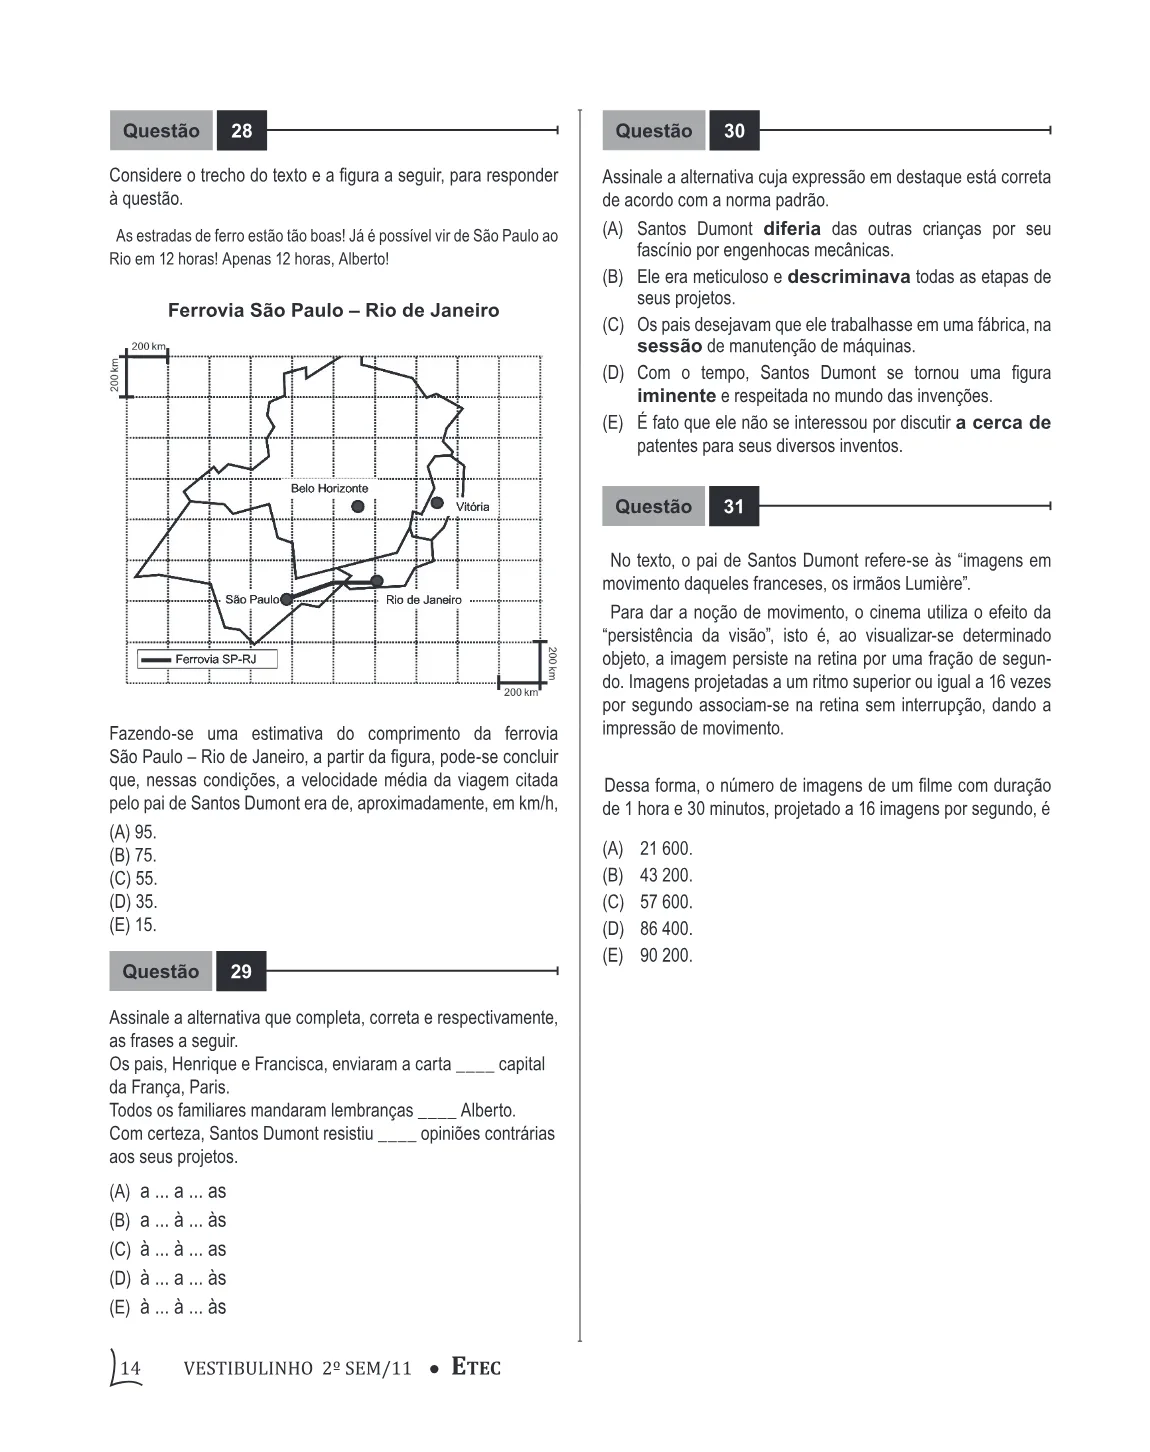 Questão 28
Considere o trecho do texto e a figura a seguir, para responder
à questão.
As estradas de ferro estão tão boas! Já é possível vir de São Paulo ao
Rio em 12 horas! Apenas 12 horas, Alberto!
Ferrovia São Paulo – Rio de Janeiro
200 km
200 km
Belo Horizonte
Vitória
São Paulo
Rio de Janeiro
Ferrovia SP-RJ
200 km
200 km
Fazendo-se uma estimativa do comprimento da ferrovia
São Paulo – Rio de Janeiro, a partir da figura, pode-se concluir
que, nessas condições, a velocidade média da viagem citada
pelo pai de Santos Dumont era de, aproximadamente, em km/h,
(A) 95.
(B) 75.
(C) 55.
(D) 35.
(E) 15.
Questão 29
Assinale a alternativa que completa, correta e respectivamente,
as frases a seguir.
Os pais, Henrique e Francisca, enviaram a carta ____ capital
da França, Paris.
Todos os familiares mandaram lembranças ____ Alberto.
Com certeza, Santos Dumont resistiu ____ opiniões contrárias
aos seus projetos.
(A) a ... a ... as
(B) a ... à ... às
(C) à ... à ... as
(D) à ... a ... às
(E) à ... à ... às
Questão 30
Assinale a alternativa cuja expressão em destaque está correta
de acordo com a norma padrão.
(A) Santos Dumont diferia das outras crianças por seu
fascínio por engenhocas mecânicas.
(B) Ele era meticuloso e descriminava todas as etapas de
seus projetos.
(C) Os pais desejavam que ele trabalhasse em uma fábrica, na
sessão de manutenção de máquinas.
(D) Com o tempo, Santos Dumont se tornou uma figura
iminente e respeitada no mundo das invenções.
(E) É fato que ele não se interessou por discutir a cerca de
patentes para seus diversos inventos.
Questão 31
No texto, o pai de Santos Dumont refere-se às “imagens em
movimento daqueles franceses, os irmãos Lumière”.
Para dar a noção de movimento, o cinema utiliza o efeito da
“persistência da visão”, isto é, ao visualizar-se determinado
objeto, a imagem persiste na retina por uma fração de segun-
do. Imagens projetadas a um ritmo superior ou igual a 16 vezes
por segundo associam-se na retina sem interrupção, dando a
impressão de movimento.
Dessa forma, o número de imagens de um filme com duração
de 1 hora e 30 minutos, projetado a 16 imagens por segundo, é
(A) 21 600.
(B) 43 200.
(C) 57 600.
(D) 86 400.
(E) 90 200.
14 VESTIBULINHO 2º SEM/11 • ETEC